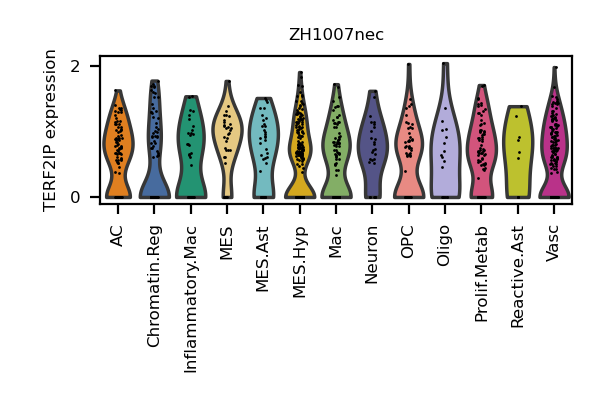 ZH1007nec
TERF2IP expression
2
0
AC
Chromatin.Reg
Inflammatory.Mac
MES
MES.Ast
MES.Hyp
Mac
Neuron
OPC
Oligo
Prolif.Metab
Reactive.Ast
Vasc